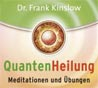 Dr. Frank Kinslow
QuantenHeilung
Meditationen und Übungen